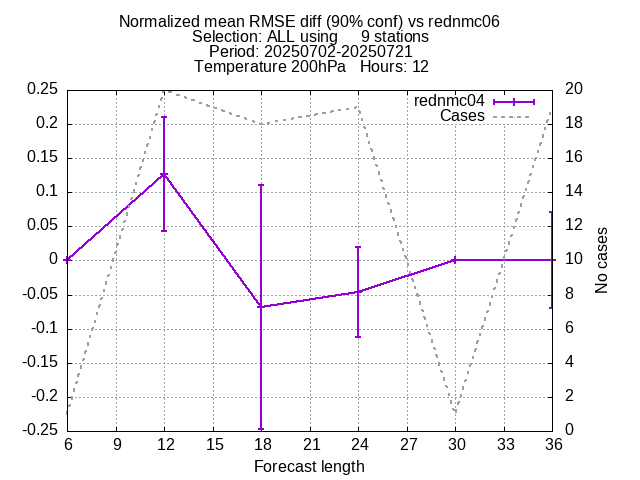 Normalized mean RMSE diff (90% conf) vs rednmc06
Selection: ALL using 9 stations
Period: 20250702-20250721
Temperature 200hPa Hours: 12
rednmc04
Cases
0.25
0.2
0.15
0.1
0.05
0
-0.05
-0.1
-0.15
-0.2
-0.25
20
18
16
14
12
10
8
6
4
2
0
No cases
6 9 12 15 18 21 24 27 30 33 36
Forecast length